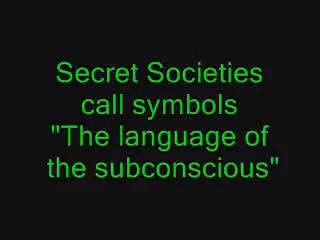 Secret Societies
call symbols
"The language of
the subconscious"